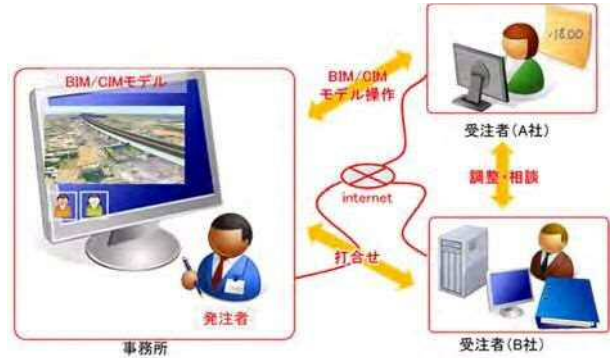 BIM/CIMモデル
発注者
事務所
BIM/CIM
モデル操作
internet
打合せ
18:00
受注者(A社)
調整・相談
受注者(B社)